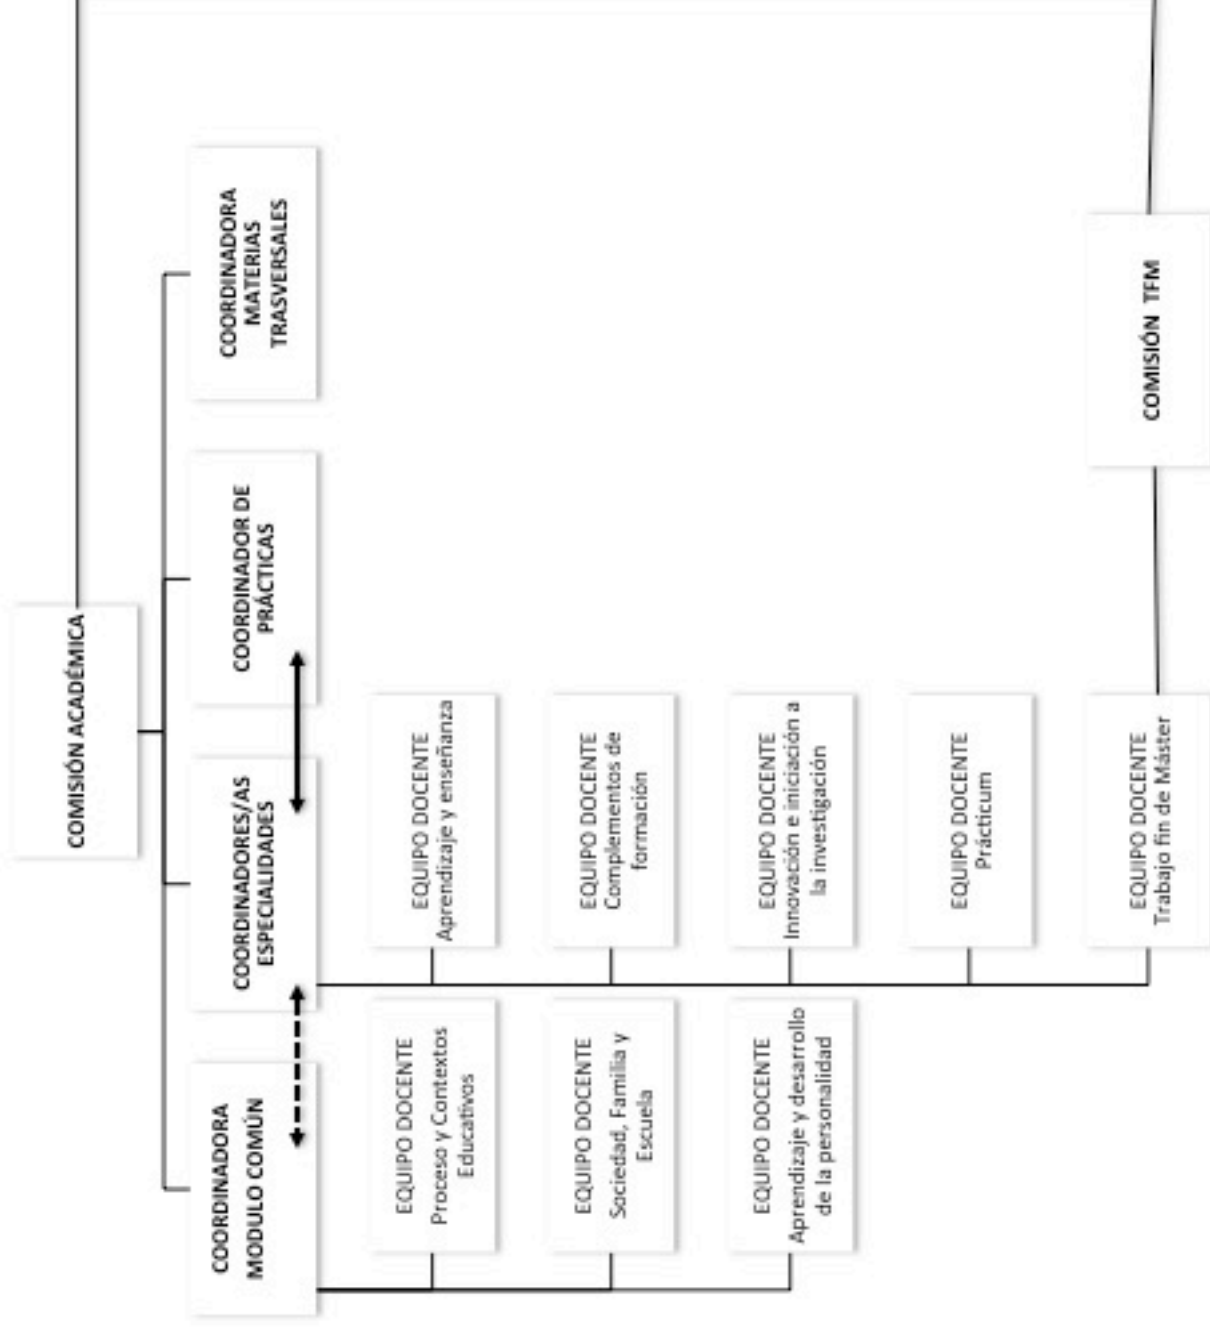 COMISIÓN ACADÉMICA
COORDINADORA
MODULO COMÚN
COORDINADORES/AS
ESPECIALIDADES
COORDINADOR DE
PRÁCTICAS
COORDINADORA
MATERIAS
TRASVERSALES
EQUIPO DOCENTE
Proceso y Contextos
Educativos
EQUIPO DOCENTE
Sociedad, Familia y
Escuela
EQUIPO DOCENTE
Aprendizaje y desarrollo
de la personalidad
EQUIPO DOCENTE
Aprendizaje y enseñanza
EQUIPO DOCENTE
Complementos de
formación
EQUIPO DOCENTE
Innovación e iniciación a
la investigación
EQUIPO DOCENTE
Prácticum
EQUIPO DOCENTE
Trabajo fin de Máster
COMISIÓN TFM